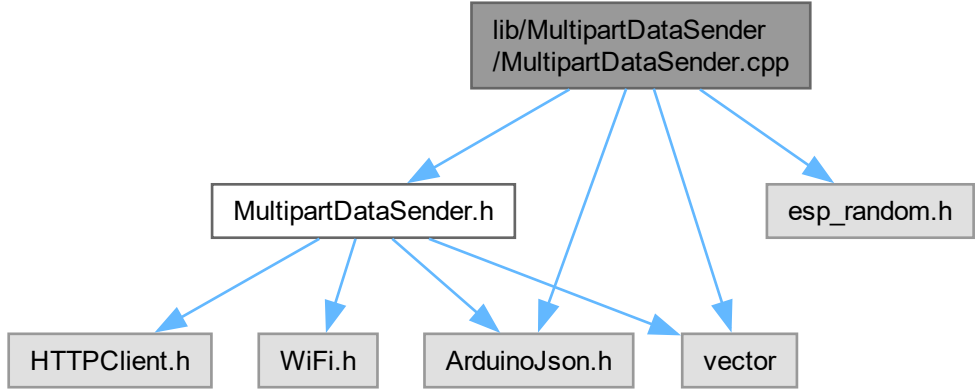 lib/MultipartDataSender
/MultipartDataSender.cpp
MultipartDataSender.h
esp_random.h
HTTPClient.h
WiFi.h
ArduinoJson.h
vector